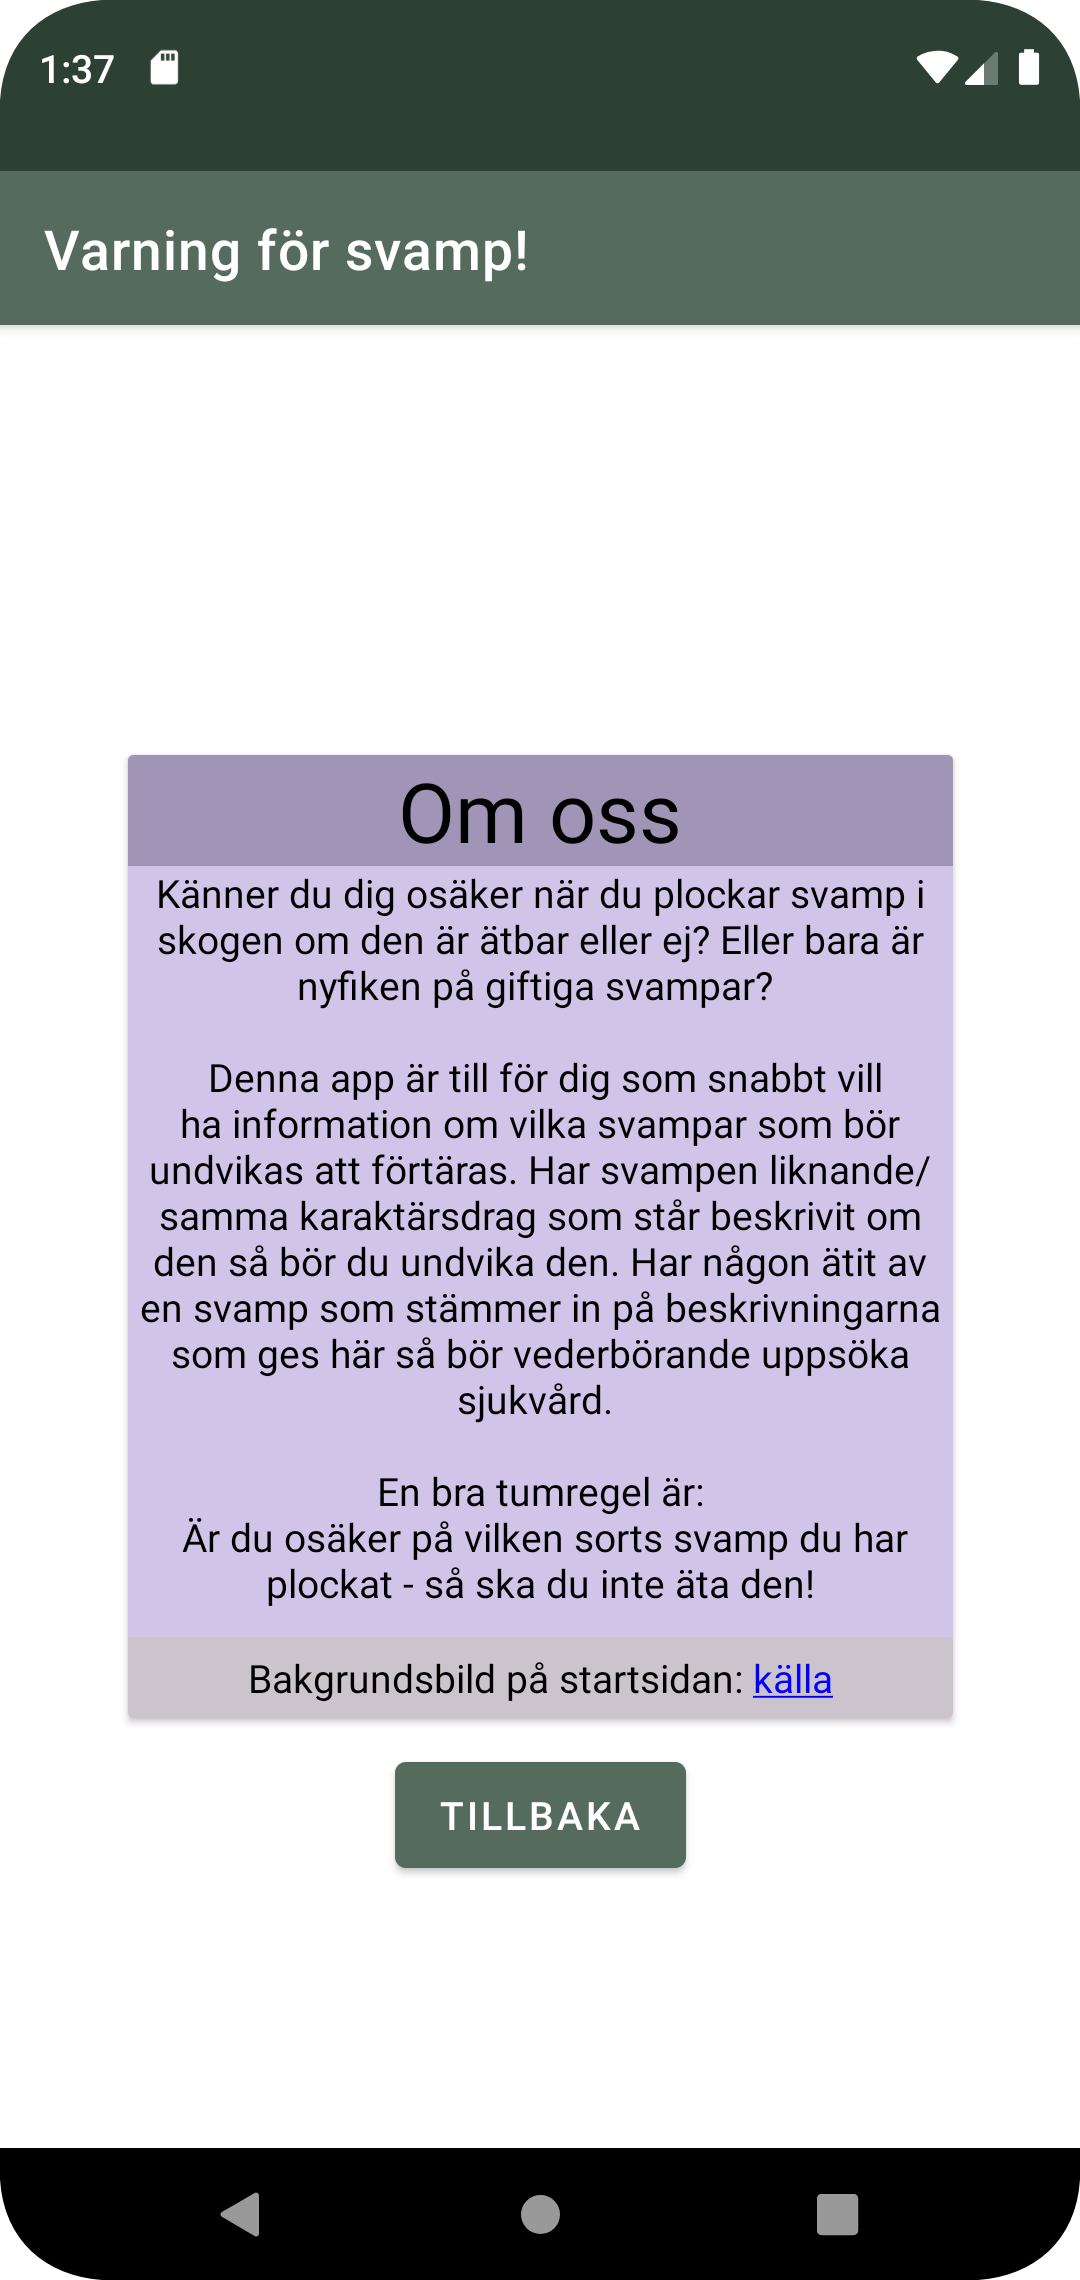 1:37
Varning för svamp!
Om oss
Känner du dig osäker när du plockar svamp i
skogen om den är ätbar eller ej? Eller bara är
nyfiken på giftiga svampar?
Denna app är till för dig som snabbt vill
ha information om vilka svampar som bör
undvikas att förtäras. Har svampen liknande/
samma karaktärsdrag som står beskrivit om
den så bör du undvika den. Har någon ätit av
en svamp som stämmer in på beskrivningarna
som ges här så bör vederbörande uppsöka
sjukvård.
En bra tumregel är:
Är du osäker på vilken sorts svamp du har
plockat - så ska du inte äta den!
Bakgrundsbild på startsidan: källa
TILLBAKA